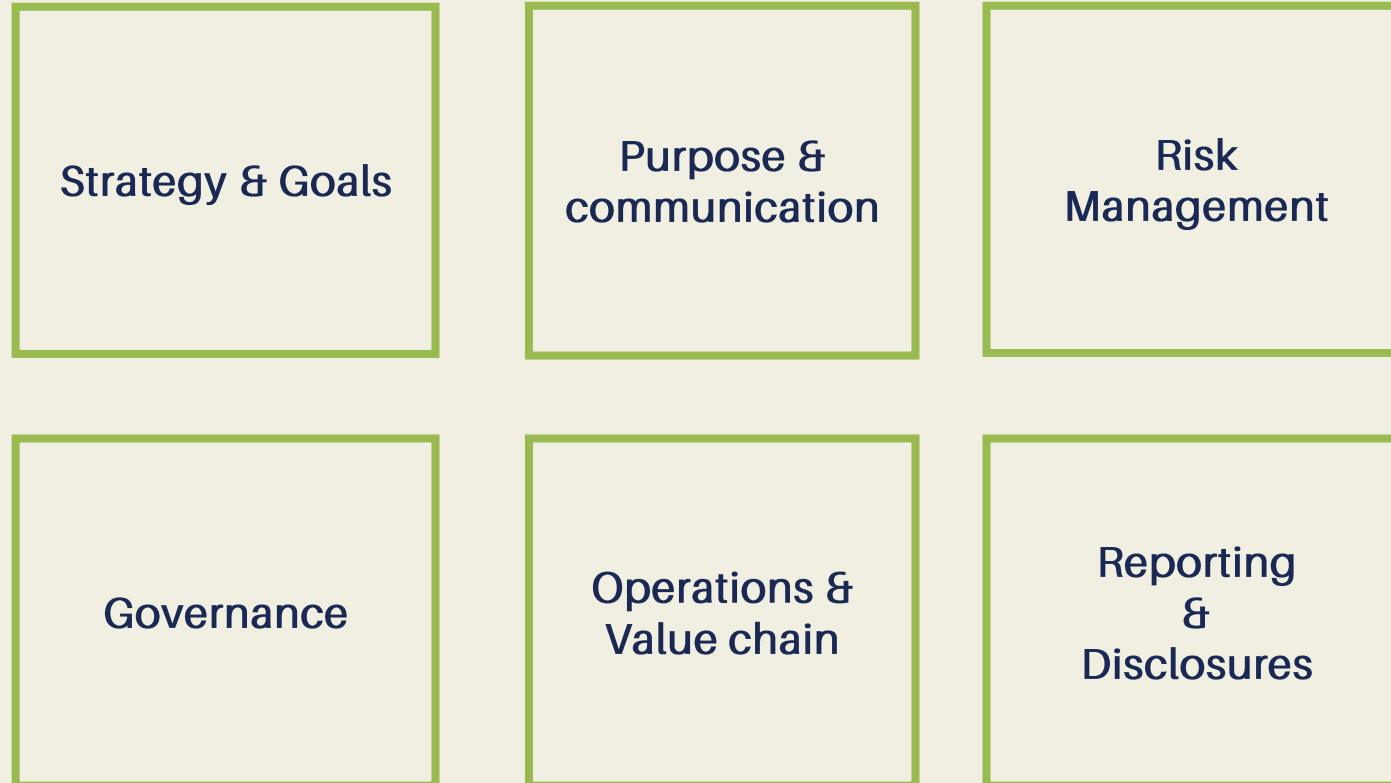 Strategy & Goals
Purpose &
communication
Risk
Management
Governance
Operations &
Value chain
Reporting
&
Disclosures